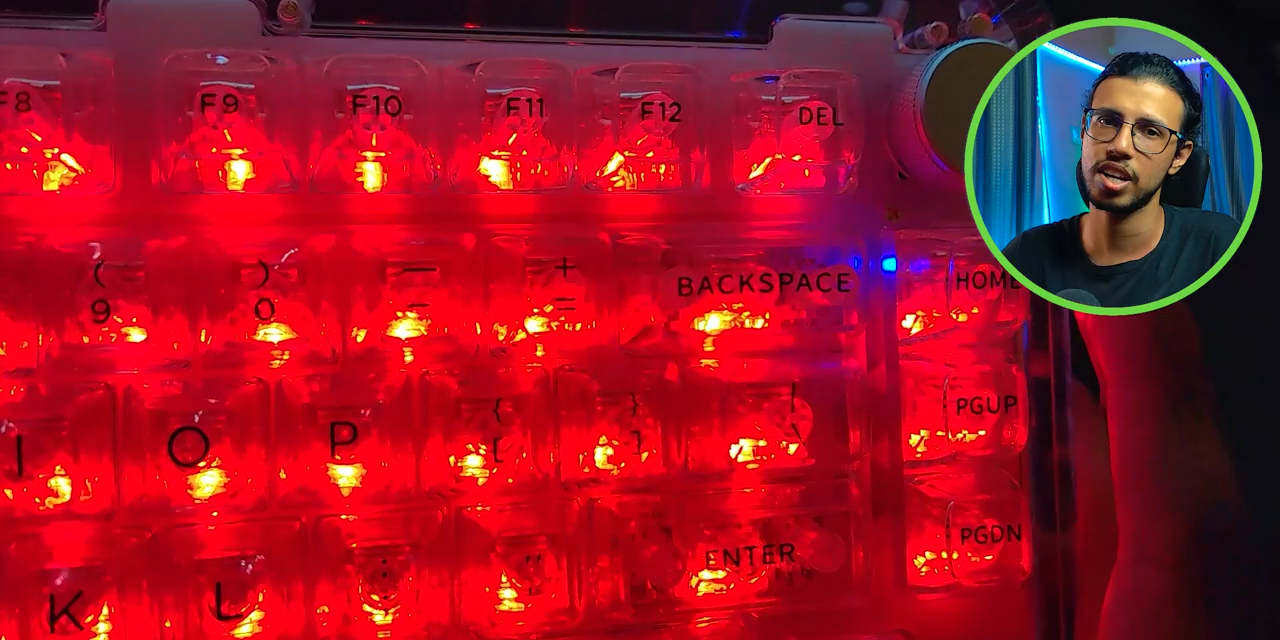 F8 F9 F10 F11 F12 DEL
( ) — +
9 0 - = BACKSPACE HOME
{ } |
I O P [ ] \ PGUP
K L : " ENTER PGDN